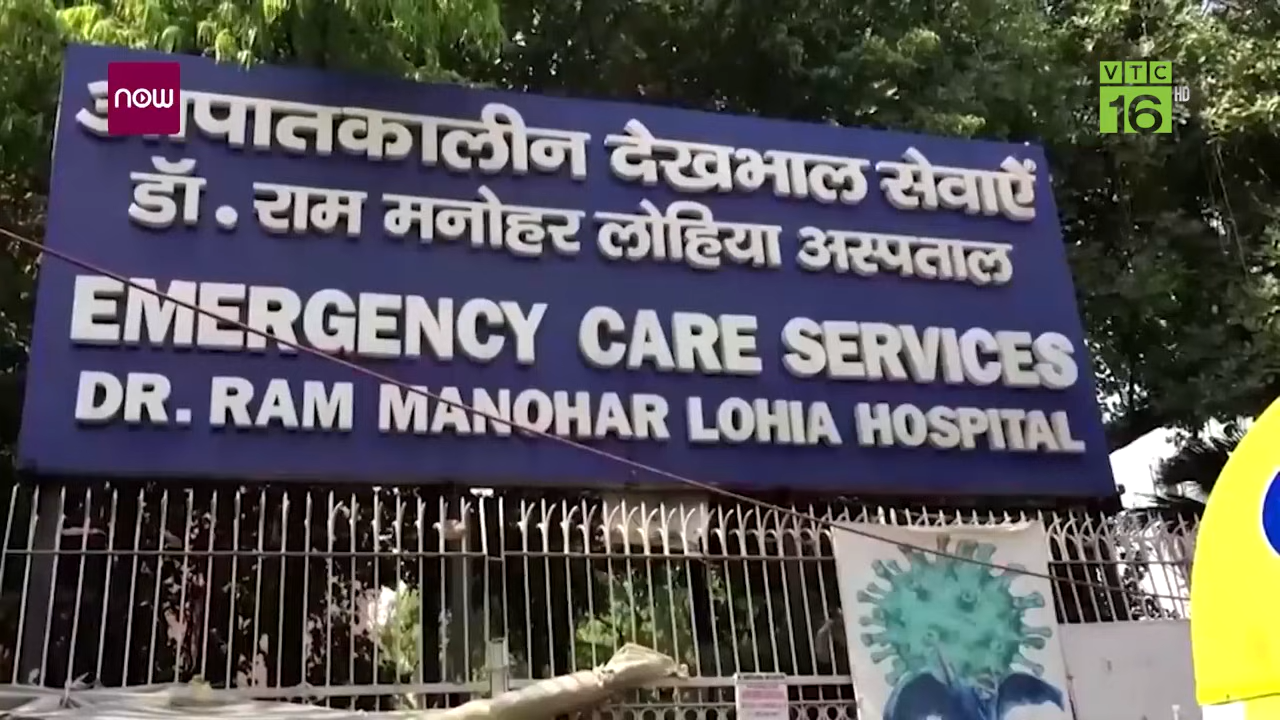 now
VTC
16 HD
आपातकालीन देखभाल सेवाएँ
डॉ. राम मनोहर लोहिया अस्पताल
EMERGENCY CARE SERVICES
DR. RAM MANOHAR LOHIA HOSPITAL